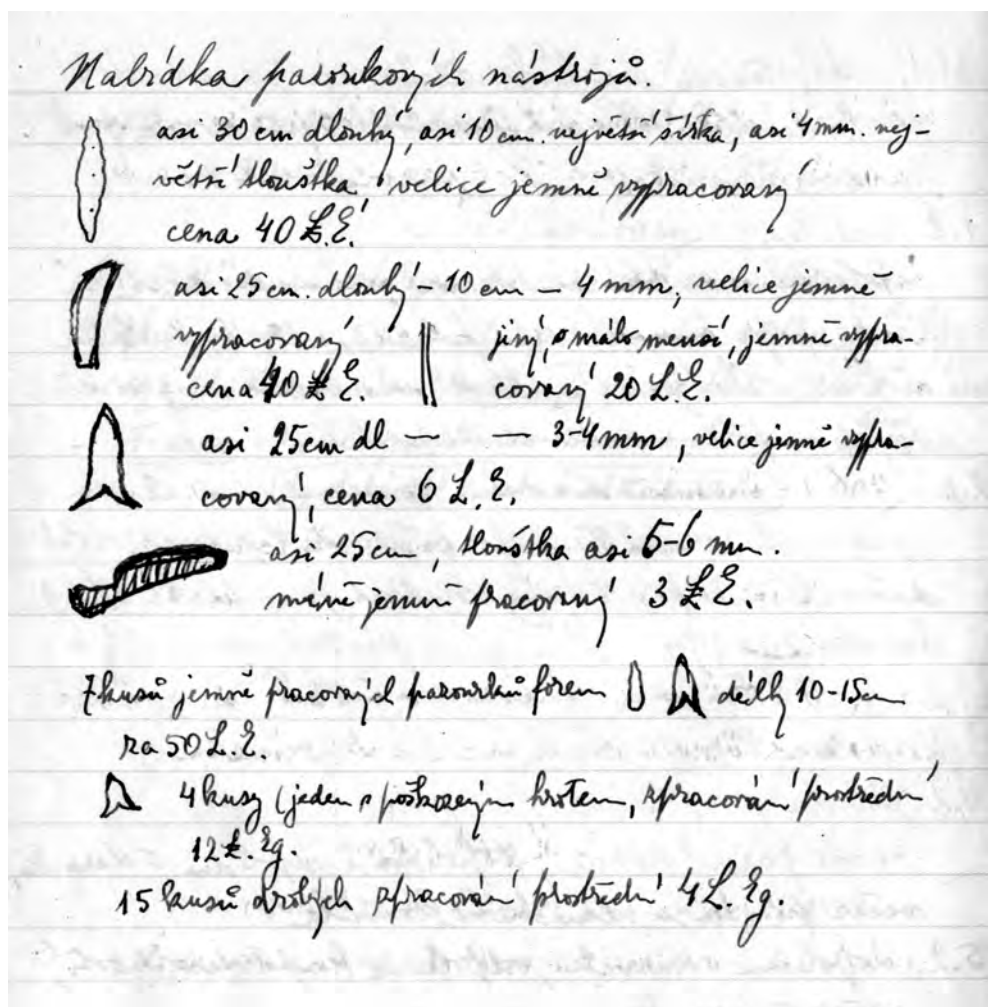 Nabídka pazourkových nástrojů.
asi 30 cm dlouhý, asi 10 cm. největší šířka, asi 4 mm. nej-
větší tloušťka, velice jemně vypracovaný
cena 40 L.E.
asi 25 cm. dlouhý – 10 cm – 4 mm, velice jemně
vypracovaný
cena 40 L.E.
jiný, o málo menší, jemně vypra-
covaný 20 L.E.
asi 25 cm dl — — 3-4 mm, velice jemně vypra-
covaný, cena 6 L.E.
asi 25 cm, tloušťka asi 5-6 mm.
méně jemně pracovaný 3 L.E.
7 kusů jemně pracovaných pazourků forem délky 10-15 cm
za 50 L.E.
4 kusy (jeden s poškozeným hrotem, zpracování prostřední
12 L. Eg.
15 kusů drobných zpracování prostřední 4 L. Eg.